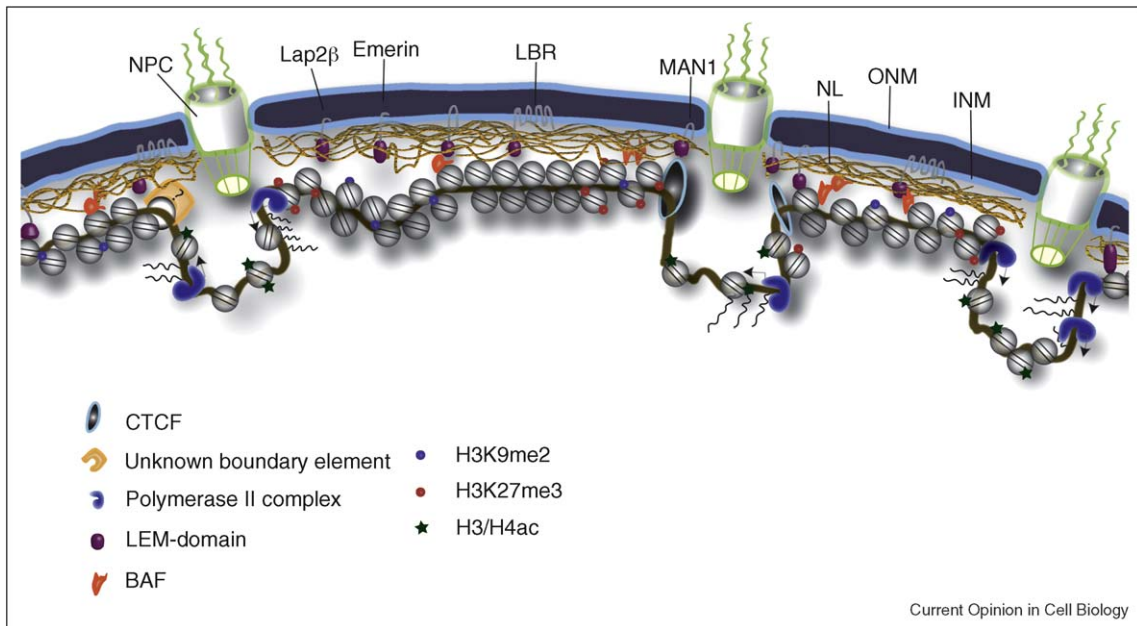 NPC
Lap2β
Emerin
LBR
MAN1
NL
ONM
INM
CTCF
Unknown boundary element
Polymerase II complex
LEM-domain
BAF
H3K9me2
H3K27me3
H3/H4ac
Current Opinion in Cell Biology